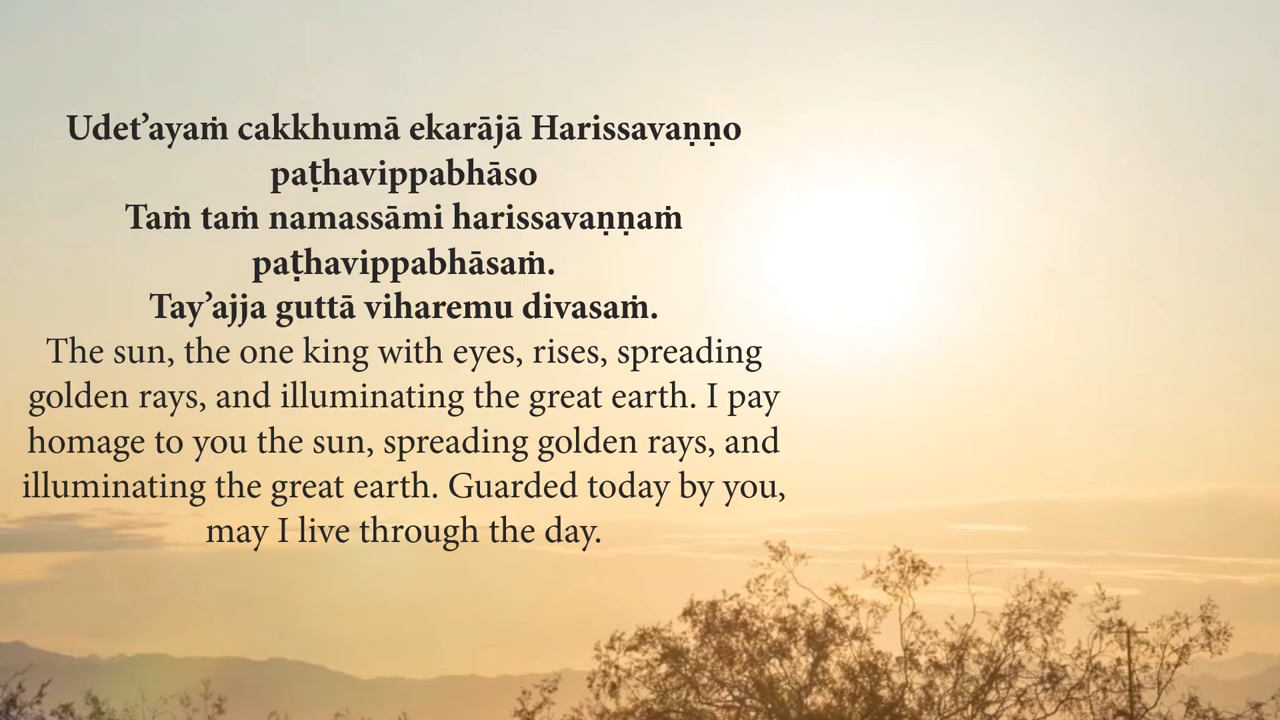 Udet’ayaṁ cakkhumā ekarājā Harissavaṇṇo
paṭhavippabhāso
Taṁ taṁ namassāmi harissavaṇṇaṁ
paṭhavippabhāsaṁ.
Tay’ajja guttā viharemu divasaṁ.
The sun, the one king with eyes, rises, spreading
golden rays, and illuminating the great earth. I pay
homage to you the sun, spreading golden rays, and
illuminating the great earth. Guarded today by you,
may I live through the day.